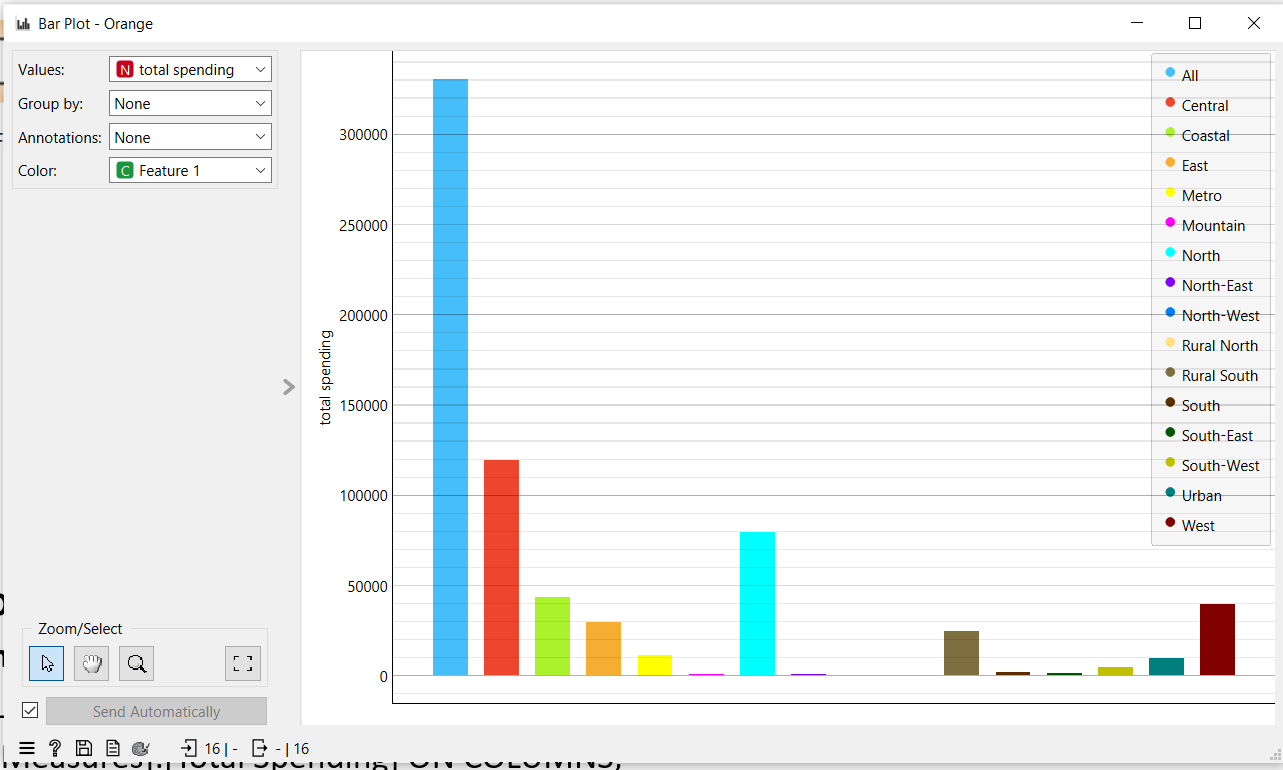 Bar Plot - Orange
Values:
N total spending
Group by:
None
Annotations:
None
Color:
C Feature 1
300000
250000
200000
150000
100000
50000
0
total spending
All
Central
Coastal
East
Metro
Mountain
North
North-East
North-West
Rural North
Rural South
South
South-East
South-West
Urban
West
Zoom/Select
Send Automatically
? 16 | - - | 16